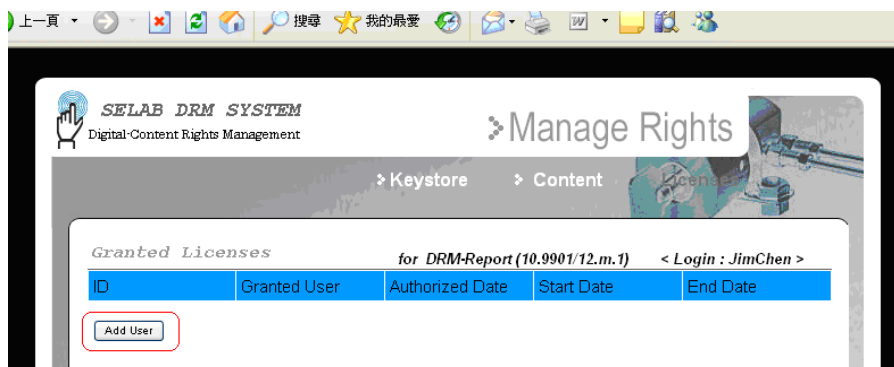 上一頁 搜尋 我的最愛 W
SELAB DRM SYSTEM
Digital-Content Rights Management
Manage Rights
Keystore Content Licenses
Granted Licenses for DRM-Report (10.9901/12.m.1) < Login : JimChen >
ID Granted User Authorized Date Start Date End Date
Add User